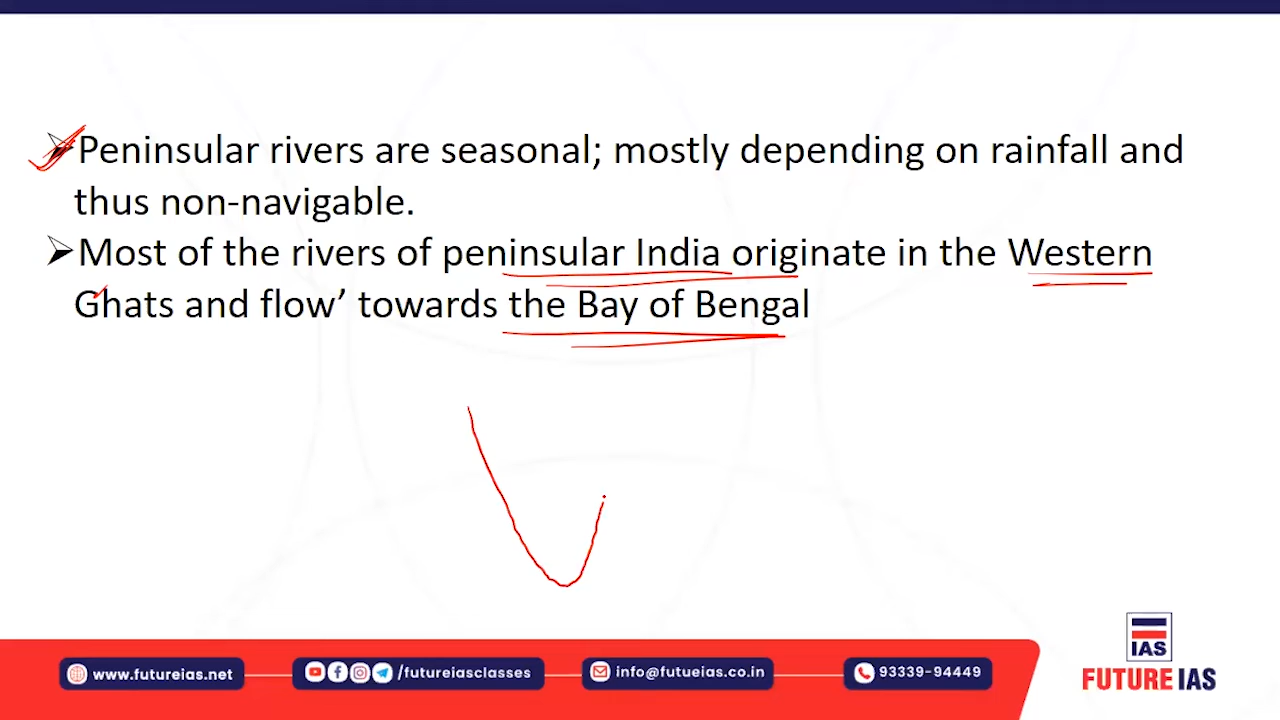 ➢Peninsular rivers are seasonal; mostly depending on rainfall and
thus non-navigable.
➢Most of the rivers of peninsular India originate in the Western
Ghats and flow’ towards the Bay of Bengal
IAS
www.futureias.net
/futureiasclasses
info@futueias.co.in
93339-94449
FUTURE IAS